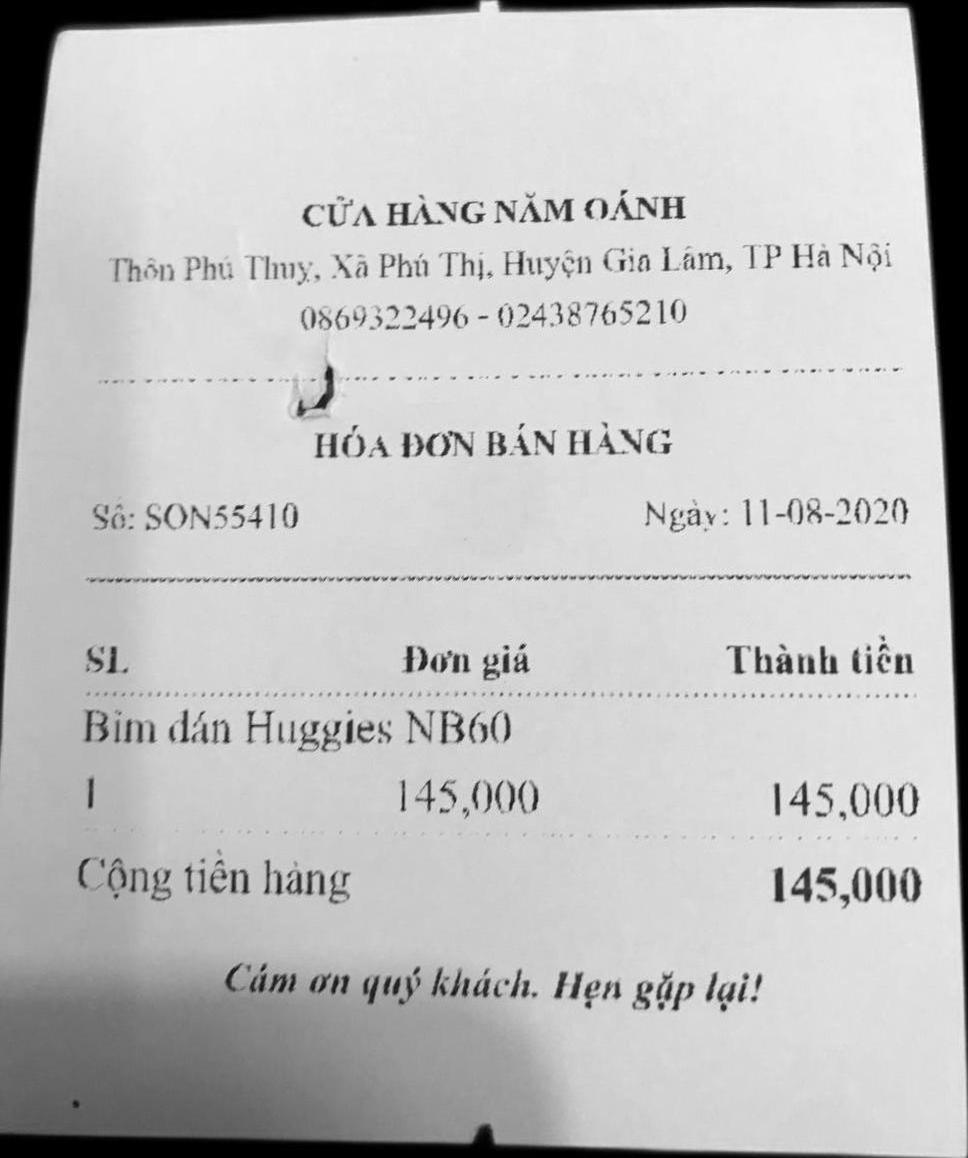 CỬA HÀNG NĂM OÁNH
Thôn Phú Thuỵ, Xã Phú Thị, Huyện Gia Lâm, TP Hà Nội
0869322496 - 02438765210
HÓA ĐƠN BÁN HÀNG
Số: SON55410 Ngày: 11-08-2020
SL Đơn giá Thành tiền
Bỉm dán Huggies NB60
1 145,000 145,000
Cộng tiền hàng 145,000
Cảm ơn quý khách. Hẹn gặp lại!